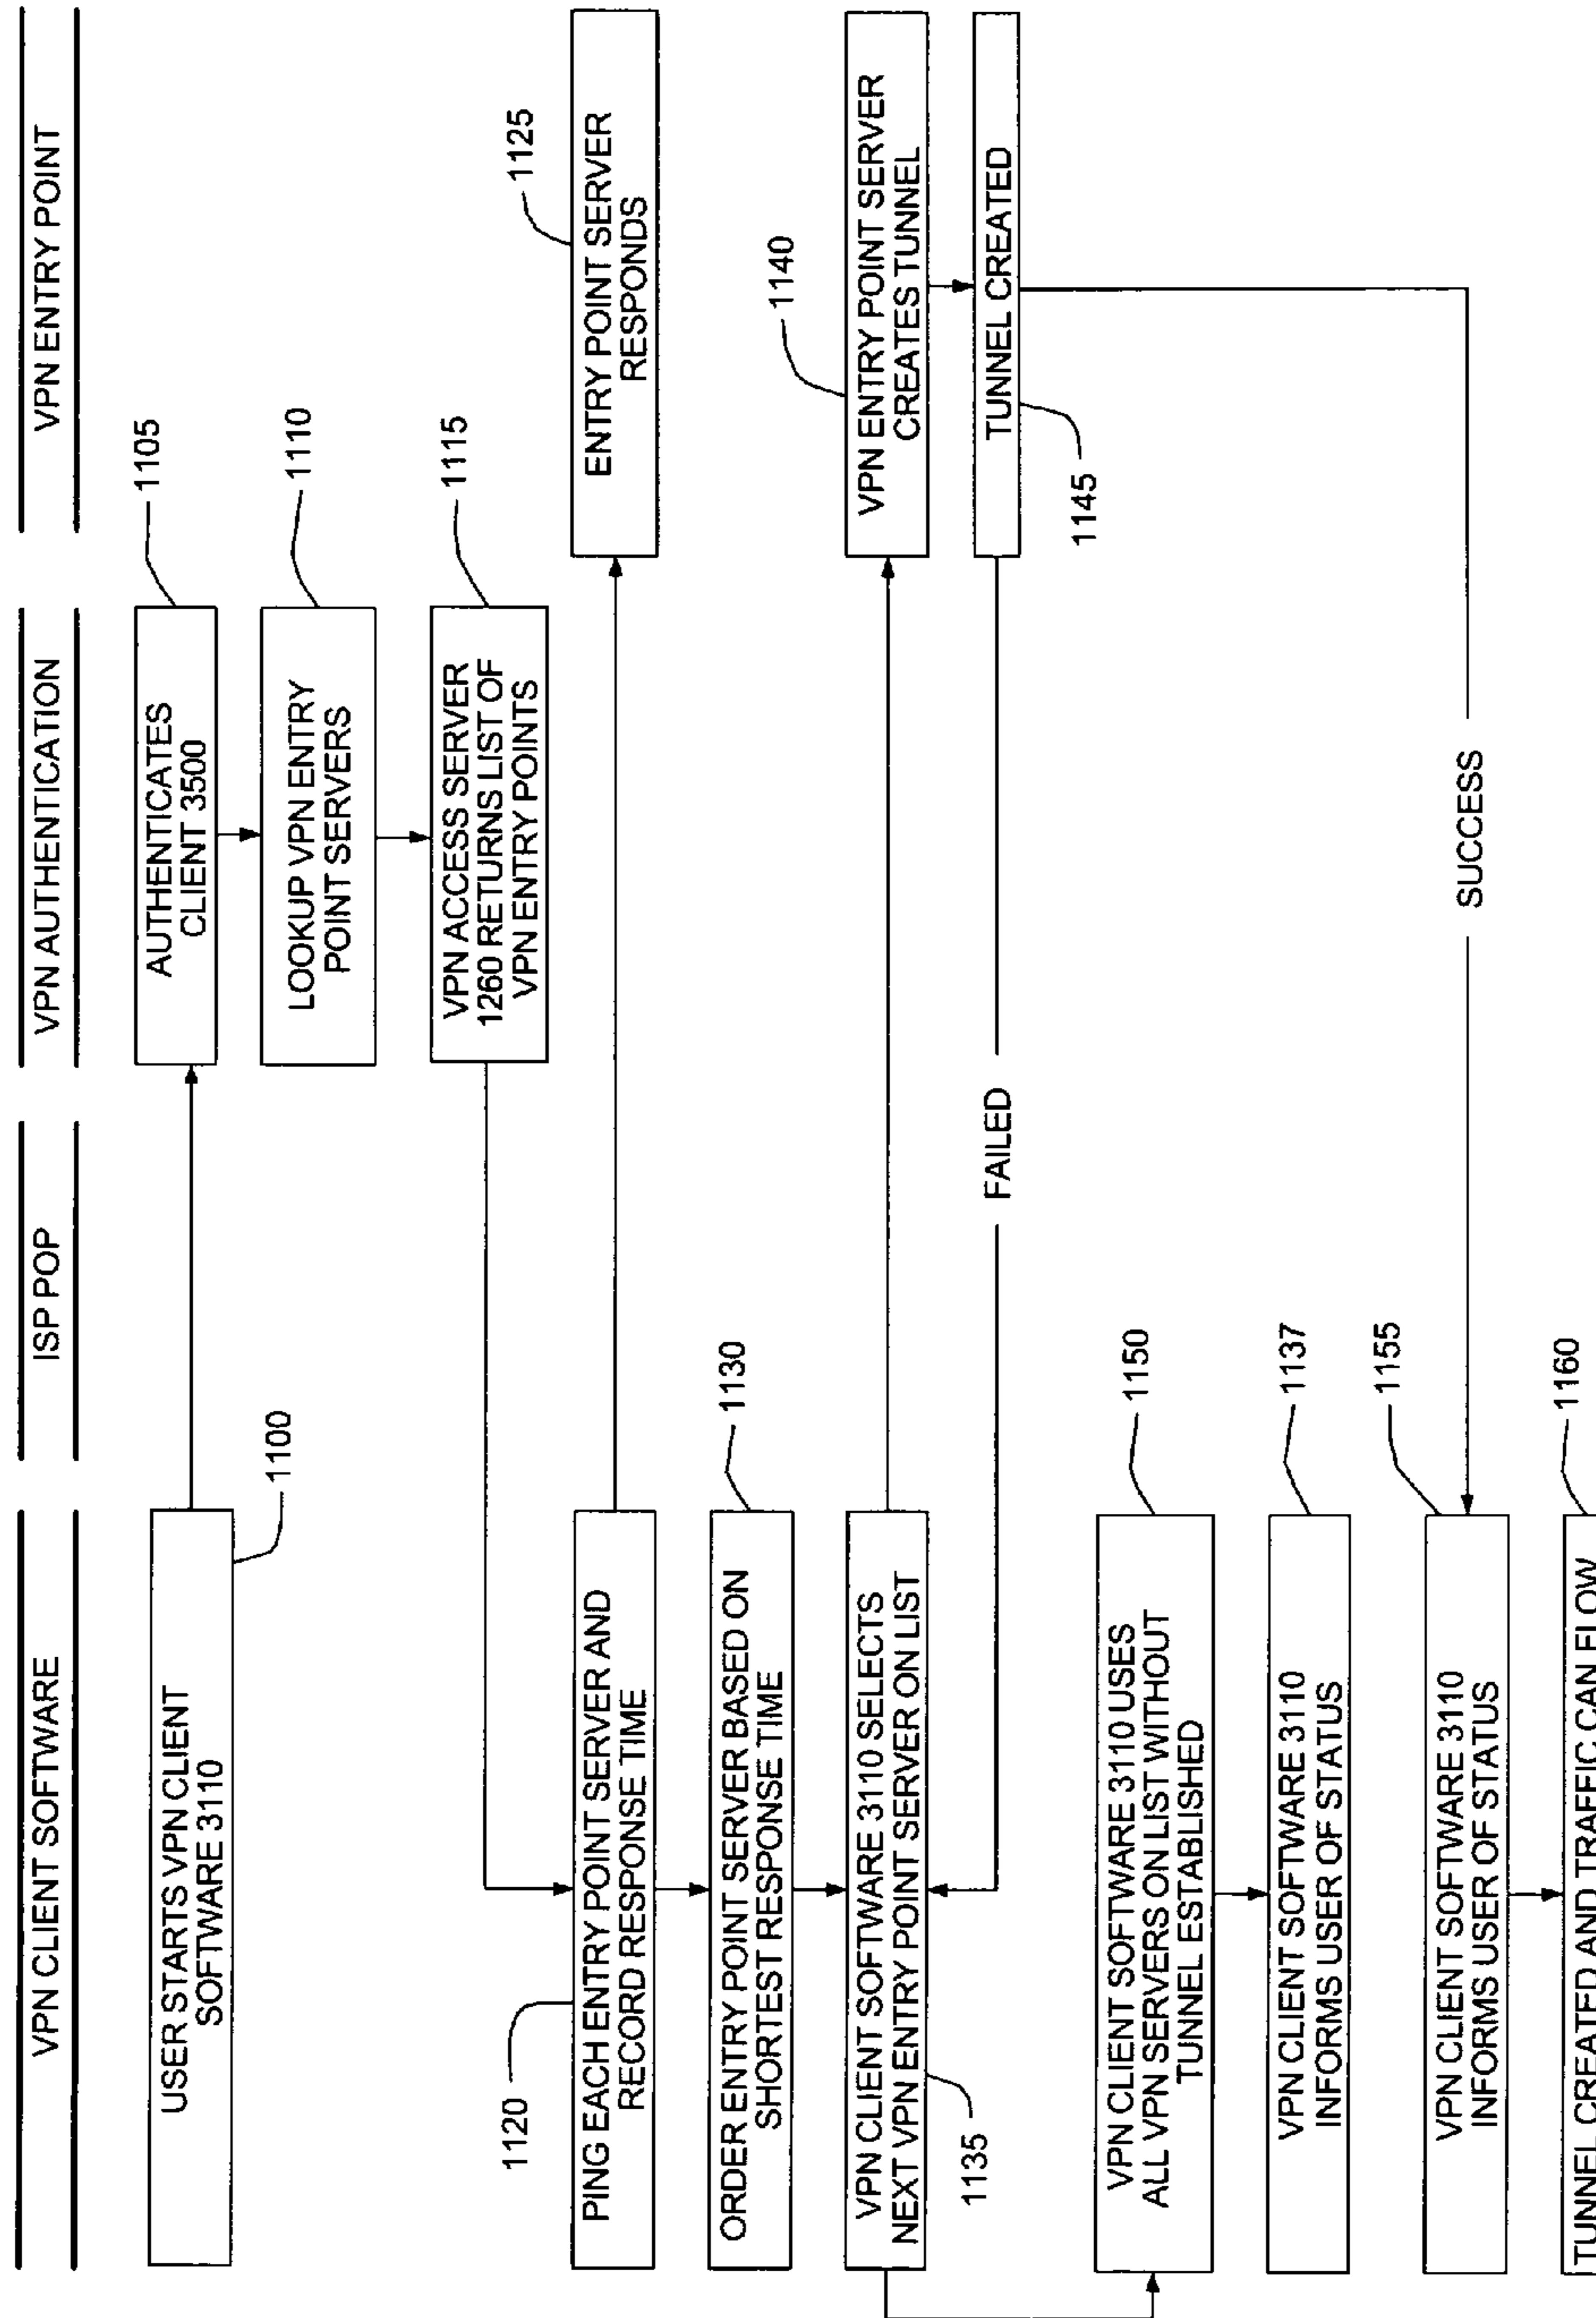 VPN CLIENT SOFTWARE
ISP POP
VPN AUTHENTICATION
VPN ENTRY POINT
USER STARTS VPN CLIENT
SOFTWARE 3110
1100
AUTHENTICATES
CLIENT 3500
1105
LOOKUP VPN ENTRY
POINT SERVERS
1110
VPN ACCESS SERVER
1260 RETURNS LIST OF
VPN ENTRY POINTS
1115
1120
PING EACH ENTRY POINT SERVER AND
RECORD RESPONSE TIME
ENTRY POINT SERVER
RESPONDS
1125
ORDER ENTRY POINT SERVER BASED ON
SHORTEST RESPONSE TIME
1130
VPN CLIENT SOFTWARE 3110 SELECTS
NEXT VPN ENTRY POINT SERVER ON LIST
1135
VPN ENTRY POINT SERVER
CREATES TUNNEL
1140
TUNNEL CREATED
1145
FAILED
VPN CLIENT SOFTWARE 3110 USES
ALL VPN SERVERS ON LIST WITHOUT
TUNNEL ESTABLISHED
1150
VPN CLIENT SOFTWARE 3110
INFORMS USER OF STATUS
1137
VPN CLIENT SOFTWARE 3110
INFORMS USER OF STATUS
1155
SUCCESS
TUNNEL CREATED AND TRAFFIC CAN FLOW
1160